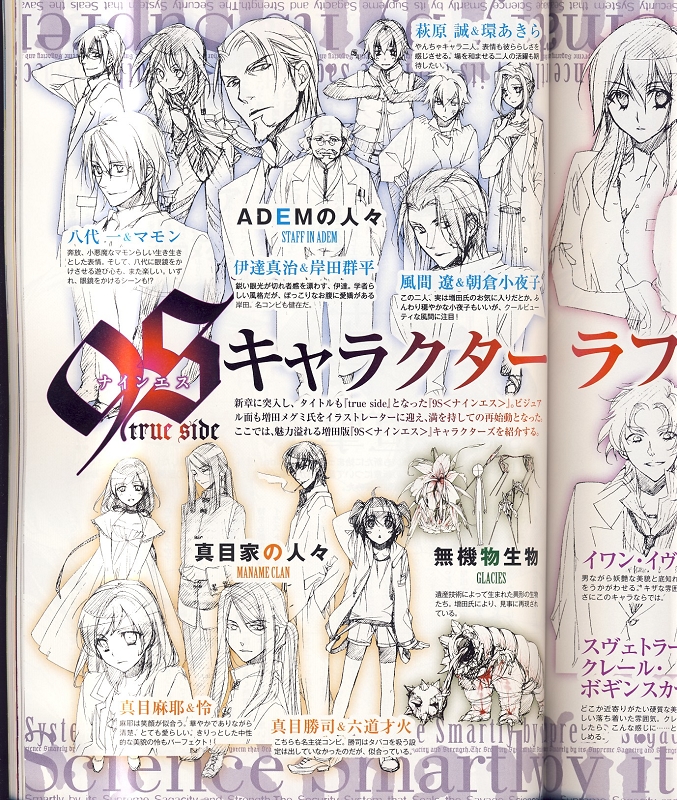 萩原 誠&環あきら
やんちゃキャラ二人。表情も彼ららしさを
感じさせる。場を和ませる二人の活躍も期
待したい。
八代 一&マモン
奔放、小悪魔なマモンらしい生き生き
とした表情。そして、八代に眼鏡をか
けさせる遊び心も、また楽しい。いず
れ、眼鏡をかけるシーンも!?
ADEMの人々
STAFF IN ADEM
伊達真治&岸田群平
鋭い眼光が切れ者感を漂わす、伊達。学者ら
しい風格だが、ぽっこりなお腹に愛嬌がある
岸田。名コンビも健在だ。
風間 遼&朝倉小夜子
この二人、実は増田氏のお気に入りだとか。ふ
んわり穏やかな小夜子もいいが、クールビュー
ティな風間に注目!
9S
ナインエス
true side
キャラクター ラフ
新章に突入し、タイトルも『true side』となった『9S<ナインエス>』。ビジュア
ル面も増田メグミ氏をイラストレーターに迎え、満を持しての再始動となった。
ここでは、魅力溢れる増田版『9S<ナインエス>』キャラクターズを紹介する。
真目家の人々
MANAME CLAN
無機物生物
GLACIES
遺産技術によって生まれた異形の生物
たち。増田氏により、見事に再現されて
いる。
真目麻耶&怜
麻耶は笑顔が似合う。華やかでありながら
清楚、とても愛らしい。きりっとした中性
的な美貌の怜もパーフェクト!
真目勝司&六道才火
こちらも名主従コンビ。勝司はタバコを吸う設
定は出していなかったのだが、似合っている。
イワン・イヴ
男ながら妖艶な美貌と底知れ
をうかがわせる。キザな雰囲
さにこのキャラならでは。
スヴェトラー
クレール・
ボギンスか
どこか近寄りがたい硬質な美
しい落ち着いた雰囲気。クレ
したら、こんな感じに……と
しめる。
Science Smartly by it